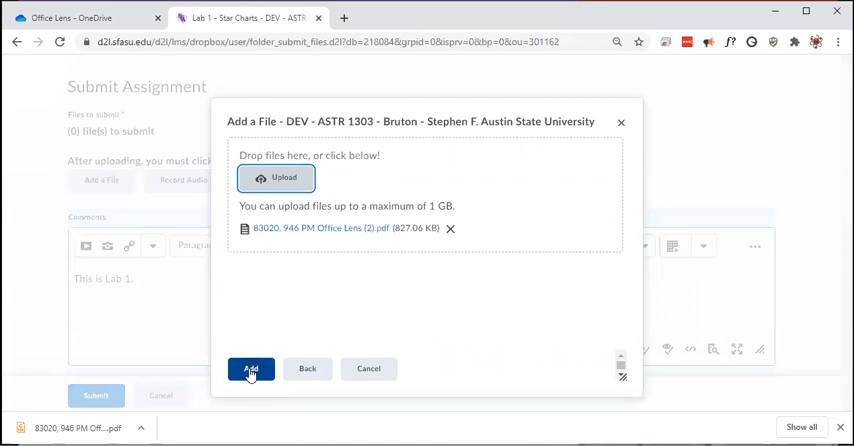 Office Lens - OneDrive
Lab 1 - Star Charts - DEV - ASTR
d2l.sfasu.edu/d2l/lms/dropbox/user/folder_submit_files.d2l?db=218084&grpid=0&isprv=0&bp=0&ou=301162
Submit Assignment
Files to submit *
(0) file(s) to submit
After uploading, you must clic
Add a File
Record Audio
Comments
Paragra
This is Lab 1.
Add a File - DEV - ASTR 1303 - Bruton - Stephen F. Austin State University
Drop files here, or click below!
Upload
You can upload files up to a maximum of 1 GB.
83020, 946 PM Office Lens (2).pdf (827.06 KB)
Add
Back
Cancel
Submit
Cancel
83020, 946 PM Off....pdf
Show all